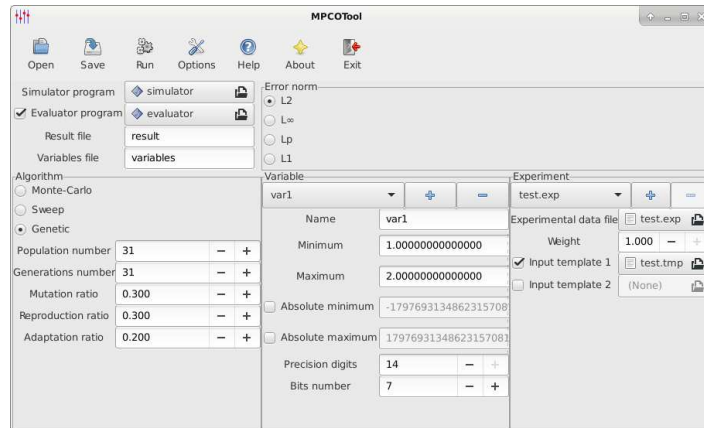 MPCOTool
Open Save Run Options Help About Exit
Simulator program simulator
Evaluator program evaluator
Result file result
Variables file variables
Error norm
L2
L∞
Lp
L1
Algorithm
Monte-Carlo
Sweep
Genetic
Population number 31
Generations number 31
Mutation ratio 0.300
Reproduction ratio 0.300
Adaptation ratio 0.200
Variable
var1
Name var1
Minimum 1.00000000000000
Maximum 2.00000000000000
Absolute minimum -1797693134862315708
Absolute maximum 17976931348623157081
Precision digits 14
Bits number 7
Experiment
test.exp
Experimental data file test.exp
Weight 1.000
Input template 1 test.tmp
Input template 2 (None)